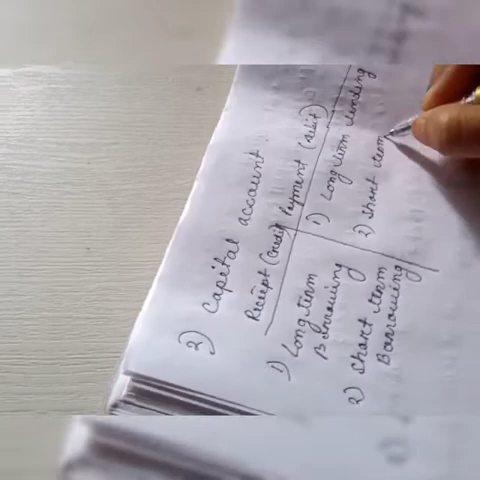 2) Capital account.
Reciept (Credit) Payment (debit)
1) Long term
Borrowing
2) Short term
Borrowing
1) Long term lending
2) Short term